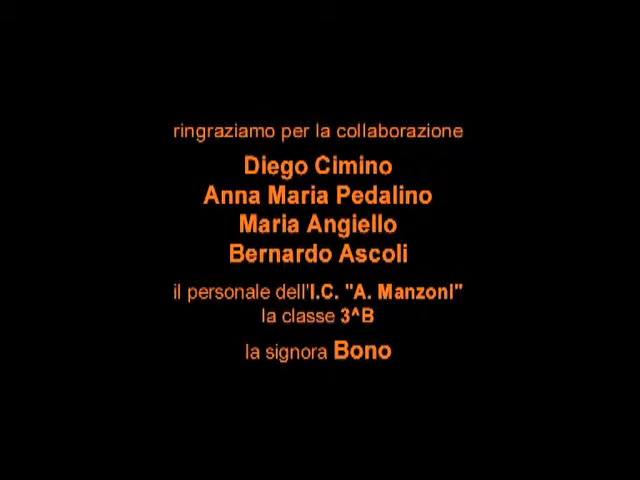 ringraziamo per la collaborazione
Diego Cimino
Anna Maria Pedalino
Maria Angiello
Bernardo Ascoli
il personale dell'I.C. "A. Manzoni"
la classe 3^B
la signora Bono